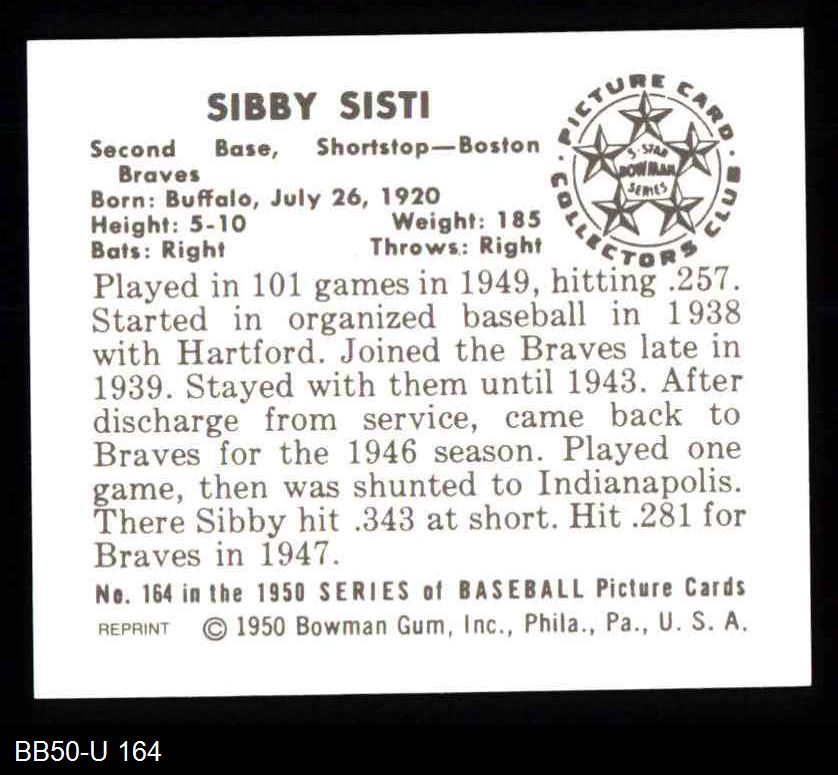 SIBBY SISTI
Second Base, Shortstop—Boston
Braves
Born: Buffalo, July 26, 1920
Height: 5-10 Weight: 185
Bats: Right Throws: Right
PICTURE CARD
COLLECTORS CLUB
5-STAR
BOWMAN
SERIES
Played in 101 games in 1949, hitting .257.
Started in organized baseball in 1938
with Hartford. Joined the Braves late in
1939. Stayed with them until 1943. After
discharge from service, came back to
Braves for the 1946 season. Played one
game, then was shunted to Indianapolis.
There Sibby hit .343 at short. Hit .281 for
Braves in 1947.
No. 164 in the 1950 SERIES of BASEBALL Picture Cards
REPRINT © 1950 Bowman Gum, Inc., Phila., Pa., U. S. A.
BB50-U 164